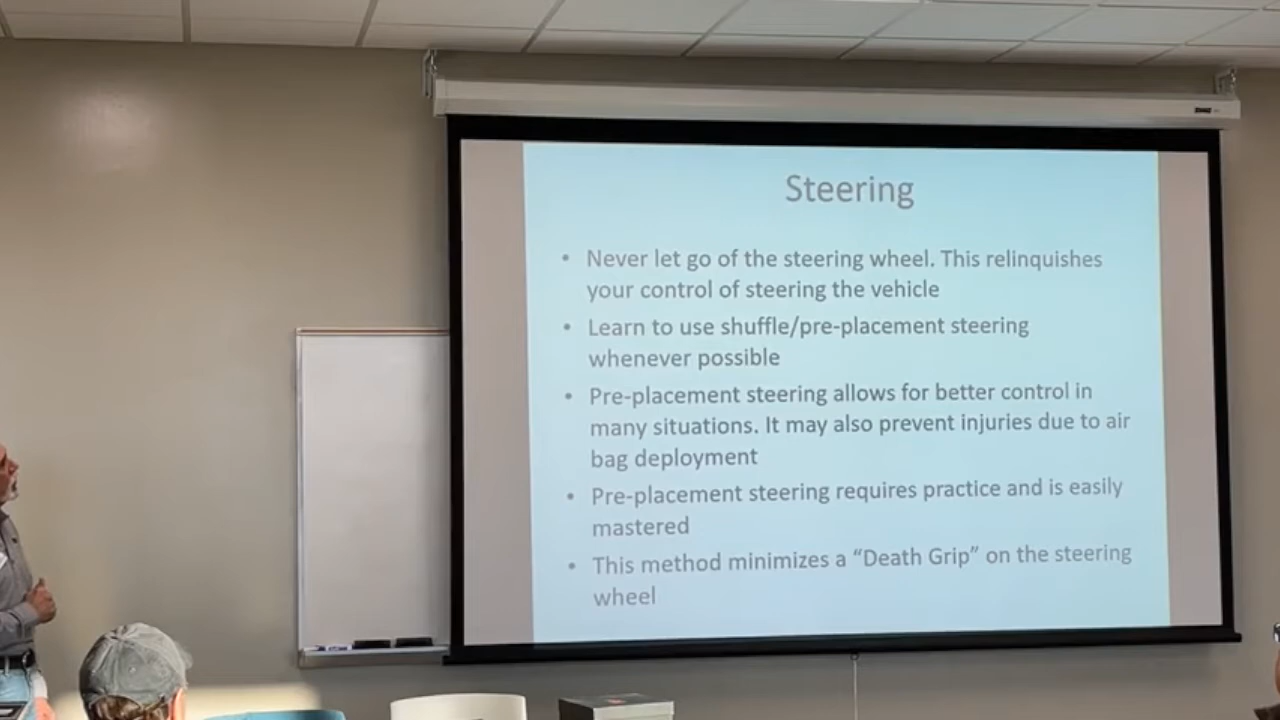 Steering
• Never let go of the steering wheel. This relinquishes
your control of steering the vehicle
• Learn to use shuffle/pre-placement steering
whenever possible
• Pre-placement steering allows for better control in
many situations. It may also prevent injuries due to air
bag deployment
• Pre-placement steering requires practice and is easily
mastered
• This method minimizes a “Death Grip” on the steering
wheel